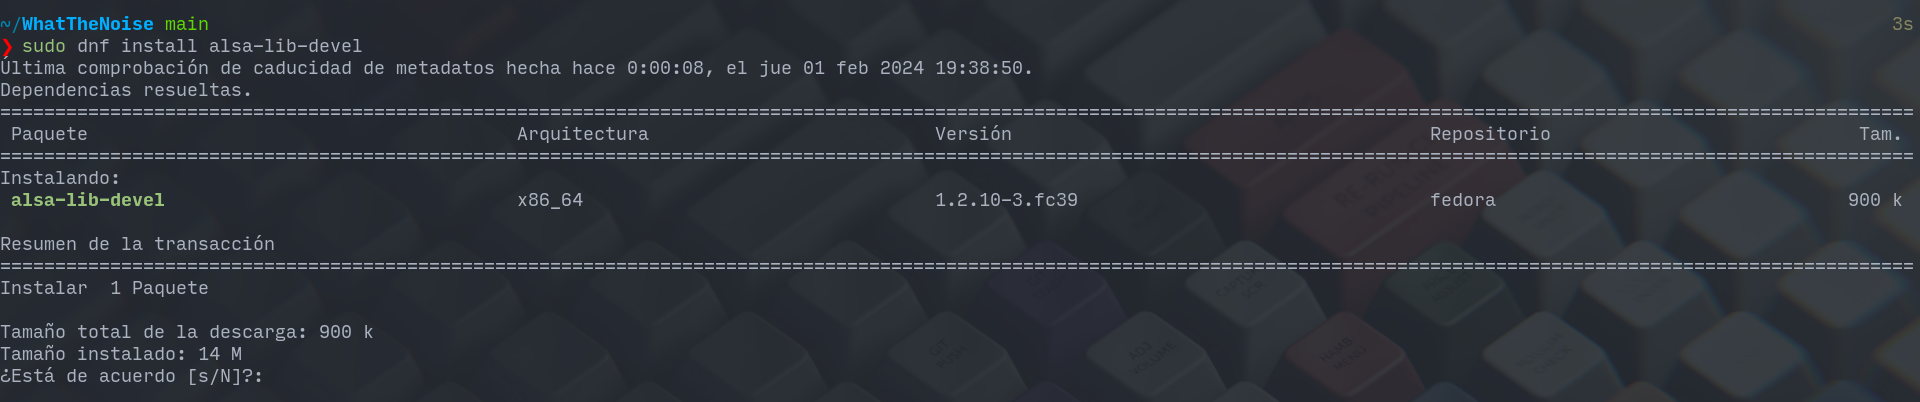 ~/WhatTheNoise main 3s
❯ sudo dnf install alsa-lib-devel
Última comprobación de caducidad de metadatos hecha hace 0:00:08, el jue 01 feb 2024 19:38:50.
Dependencias resueltas.
================================================================================
Paquete Arquitectura Versión Repositorio Tam.
================================================================================
Instalando:
alsa-lib-devel x86_64 1.2.10-3.fc39 fedora 900 k
Resumen de la transacción
================================================================================
Instalar 1 Paquete
Tamaño total de la descarga: 900 k
Tamaño instalado: 14 M
¿Está de acuerdo [s/N]?: